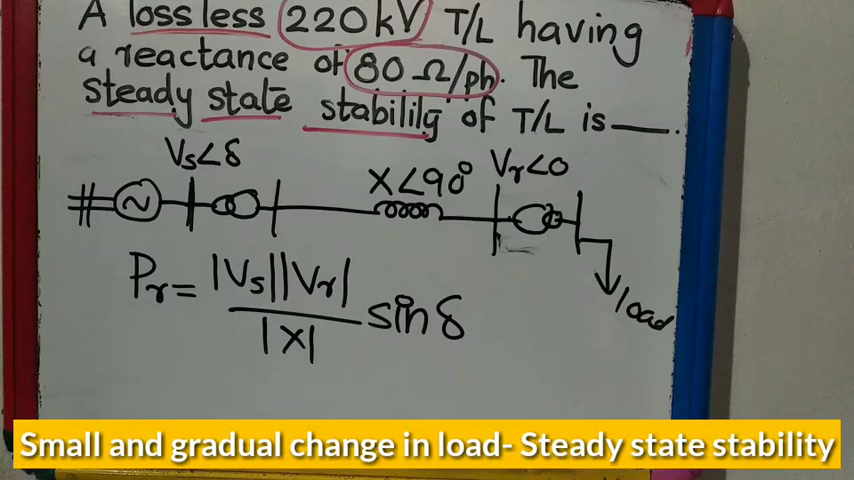 A lossless 220kV T/L having
a reactance of 80 Ω/ph. The
steady state stabililg of T/L is ___.
Vs∠δ
X∠90° Vr∠0
~
load
Pr = |Vs||Vr| / |X| sin δ
Small and gradual change in load- Steady state stability